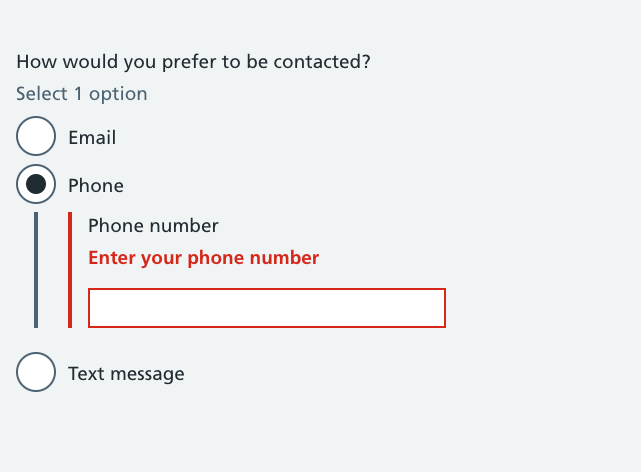 How would you prefer to be contacted?
Select 1 option
Email
Phone
Phone number
Enter your phone number
Text message